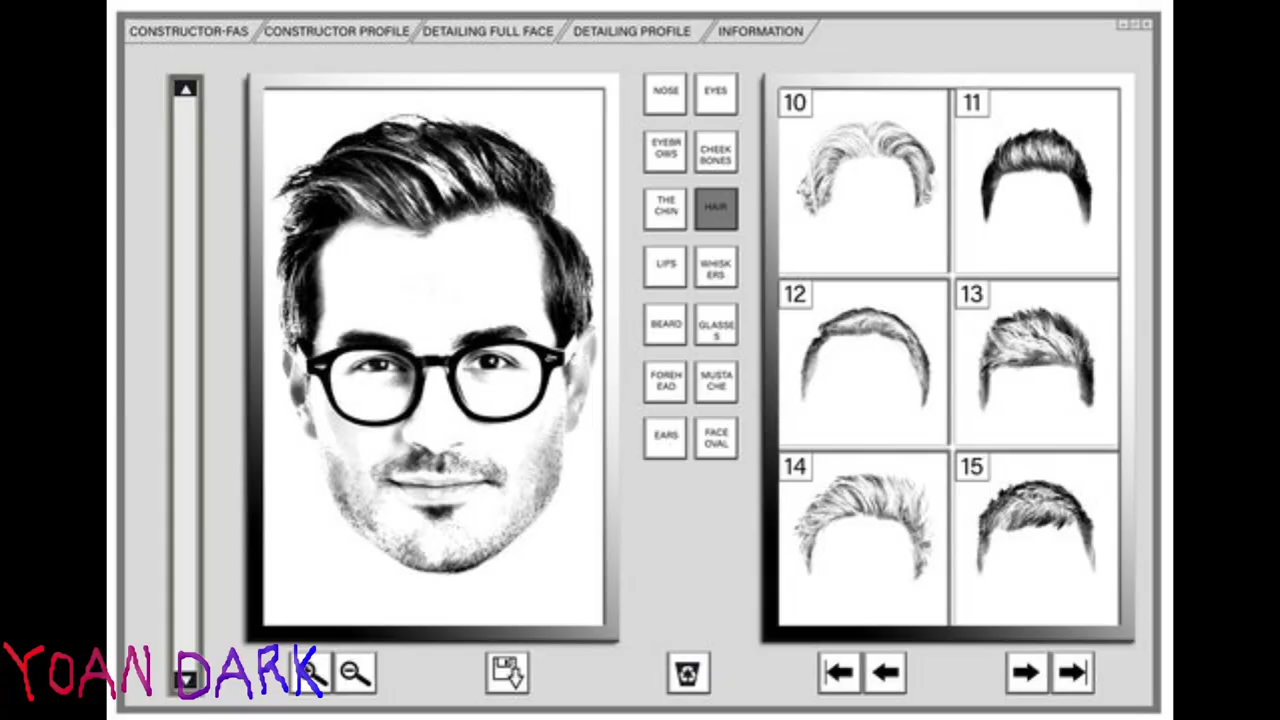 CONSTRUCTOR-FAS CONSTRUCTOR PROFILE DETAILING FULL FACE DETAILING PROFILE INFORMATION
NOSE EYES
EYEBR
OWS
CHEEK
BONES
THE
CHIN
HAIR
LIPS
WHISK
ERS
BEARD
GLASSE
S
FOREH
EAD
MUSTA
CHE
EARS
FACE
OVAL
10 11
12 13
14 15
YOAN DARK